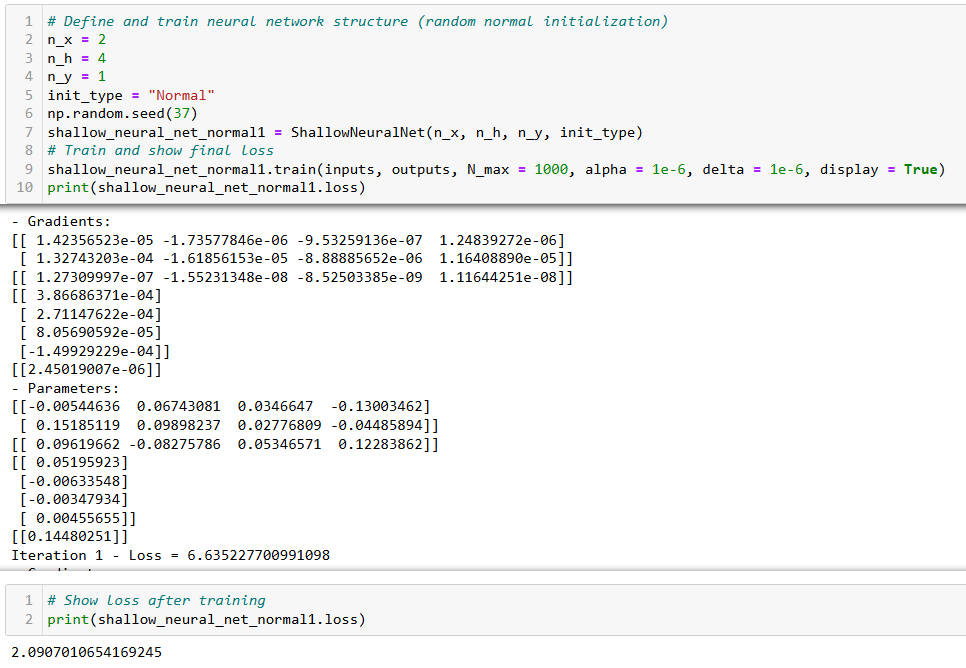 1 # Define and train neural network structure (random normal initialization)
2 n_x = 2
3 n_h = 4
4 n_y = 1
5 init_type = "Normal"
6 np.random.seed(37)
7 shallow_neural_net_normal1 = ShallowNeuralNet(n_x, n_h, n_y, init_type)
8 # Train and show final loss
9 shallow_neural_net_normal1.train(inputs, outputs, N_max = 1000, alpha = 1e-6, delta = 1e-6, display = True)
10 print(shallow_neural_net_normal1.loss)
- Gradients:
[[ 1.42356523e-05 -1.73577846e-06 -9.53259136e-07  1.24839272e-06]
 [ 1.32743203e-04 -1.61856153e-05 -8.88885652e-06  1.16408890e-05]]
[[ 1.27309997e-07 -1.55231348e-08 -8.52503385e-09  1.11644251e-08]]
[[ 3.86686371e-04]
 [ 2.71147622e-04]
 [ 8.05690592e-05]
 [-1.49929229e-04]]
[[2.45019007e-06]]
- Parameters:
[[-0.00544636  0.06743081  0.0346647  -0.13003462]
 [ 0.15185119  0.09898237  0.02776809 -0.04485894]]
[[ 0.09619662 -0.08275786  0.05346571  0.12283862]]
[[ 0.05195923]
 [-0.00633548]
 [-0.00347934]
 [ 0.00455655]]
[[0.14480251]]
Iteration 1 - Loss = 6.635227700991098
1 # Show loss after training
2 print(shallow_neural_net_normal1.loss)
2.0907010654169245